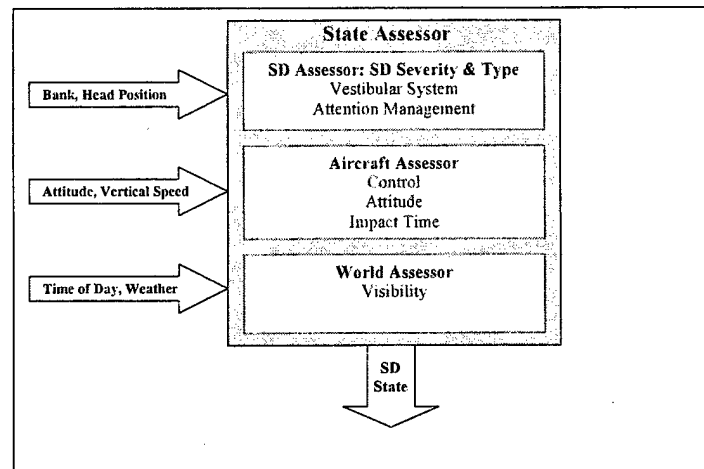 State Assessor
SD Assessor: SD Severity & Type
Vestibular System
Attention Management
Bank, Head Position
Aircraft Assessor
Control
Attitude
Impact Time
Attitude, Vertical Speed
World Assessor
Visibility
Time of Day, Weather
SD
State